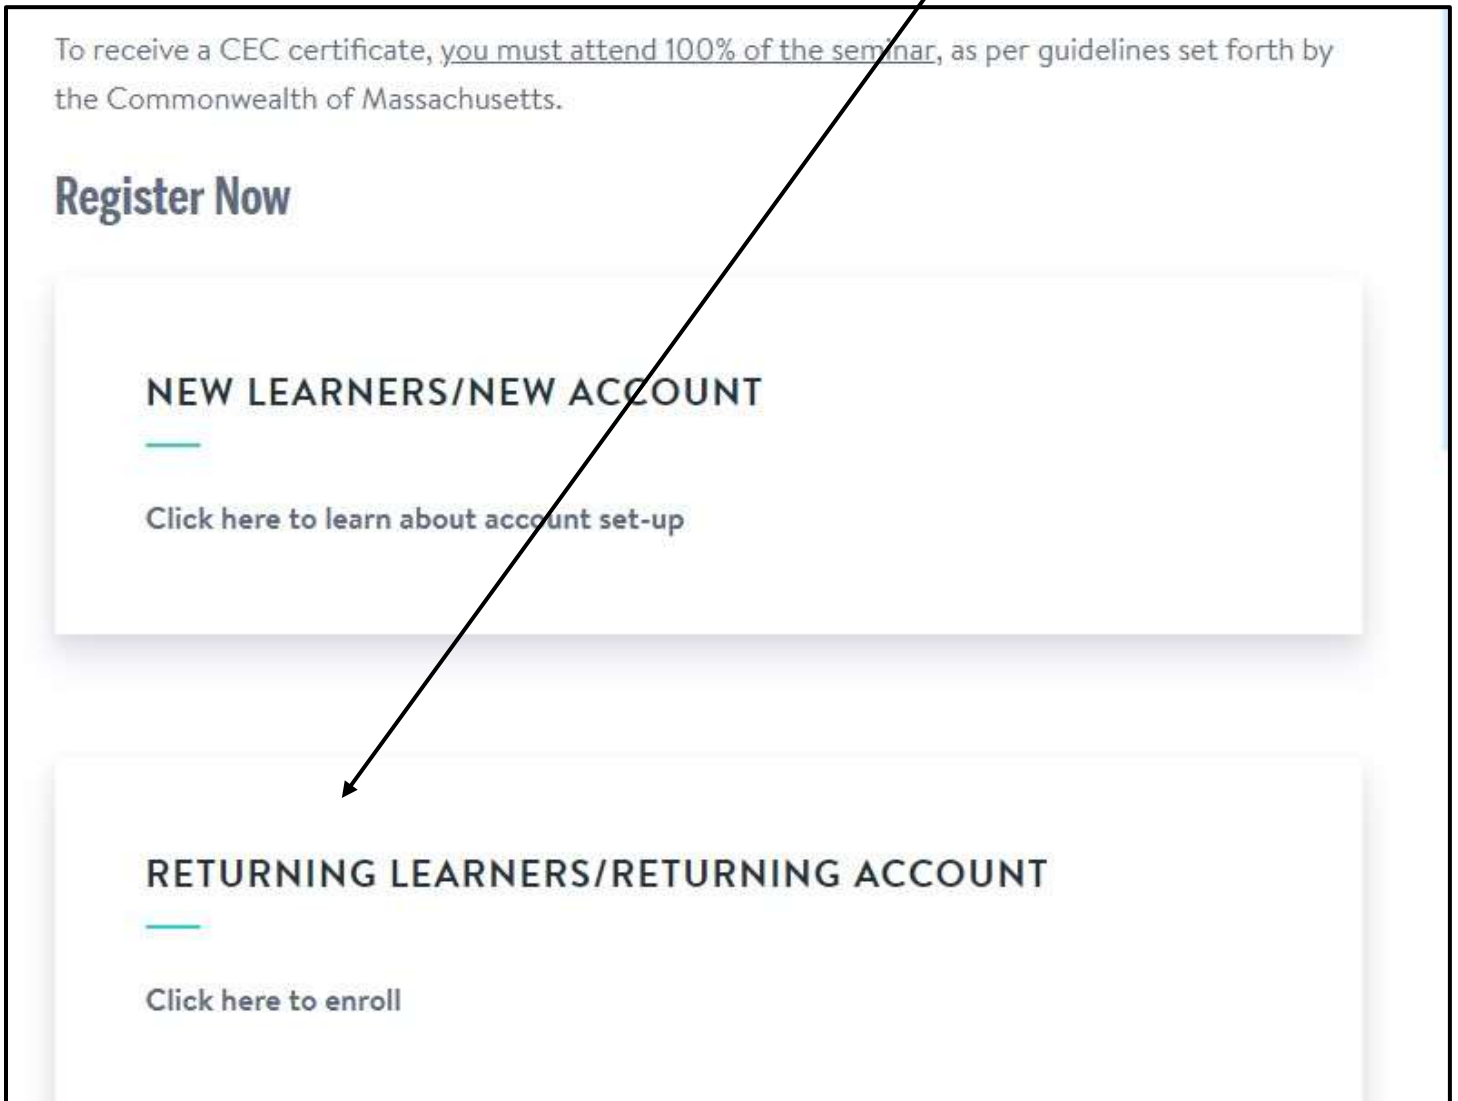 To receive a CEC certificate, you must attend 100% of the seminar, as per guidelines set forth by
the Commonwealth of Massachusetts.
Register Now
NEW LEARNERS/NEW ACCOUNT
Click here to learn about account set-up
RETURNING LEARNERS/RETURNING ACCOUNT
Click here to enroll